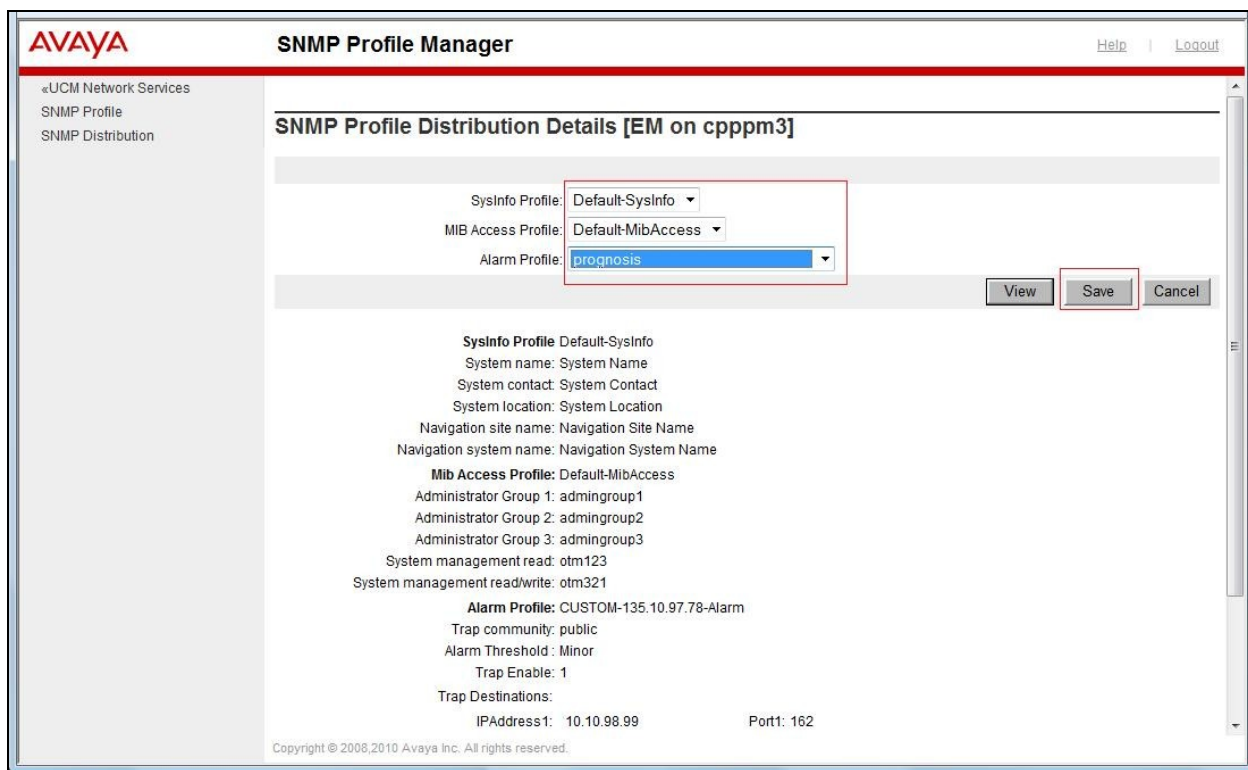 AVAYA
SNMP Profile Manager
Help | Logout
«UCM Network Services
SNMP Profile
SNMP Distribution
SNMP Profile Distribution Details [EM on cpppm3]
SysInfo Profile: Default-SysInfo
MIB Access Profile: Default-MibAccess
Alarm Profile: prognosis
View Save Cancel
SysInfo Profile Default-SysInfo
System name: System Name
System contact: System Contact
System location: System Location
Navigation site name: Navigation Site Name
Navigation system name: Navigation System Name
Mib Access Profile: Default-MibAccess
Administrator Group 1: admingroup1
Administrator Group 2: admingroup2
Administrator Group 3: admingroup3
System management read: otm123
System management read/write: otm321
Alarm Profile: CUSTOM-135.10.97.78-Alarm
Trap community: public
Alarm Threshold : Minor
Trap Enable: 1
Trap Destinations:
IPAddress1: 10.10.98.99 Port1: 162
Copyright © 2008,2010 Avaya Inc. All rights reserved.